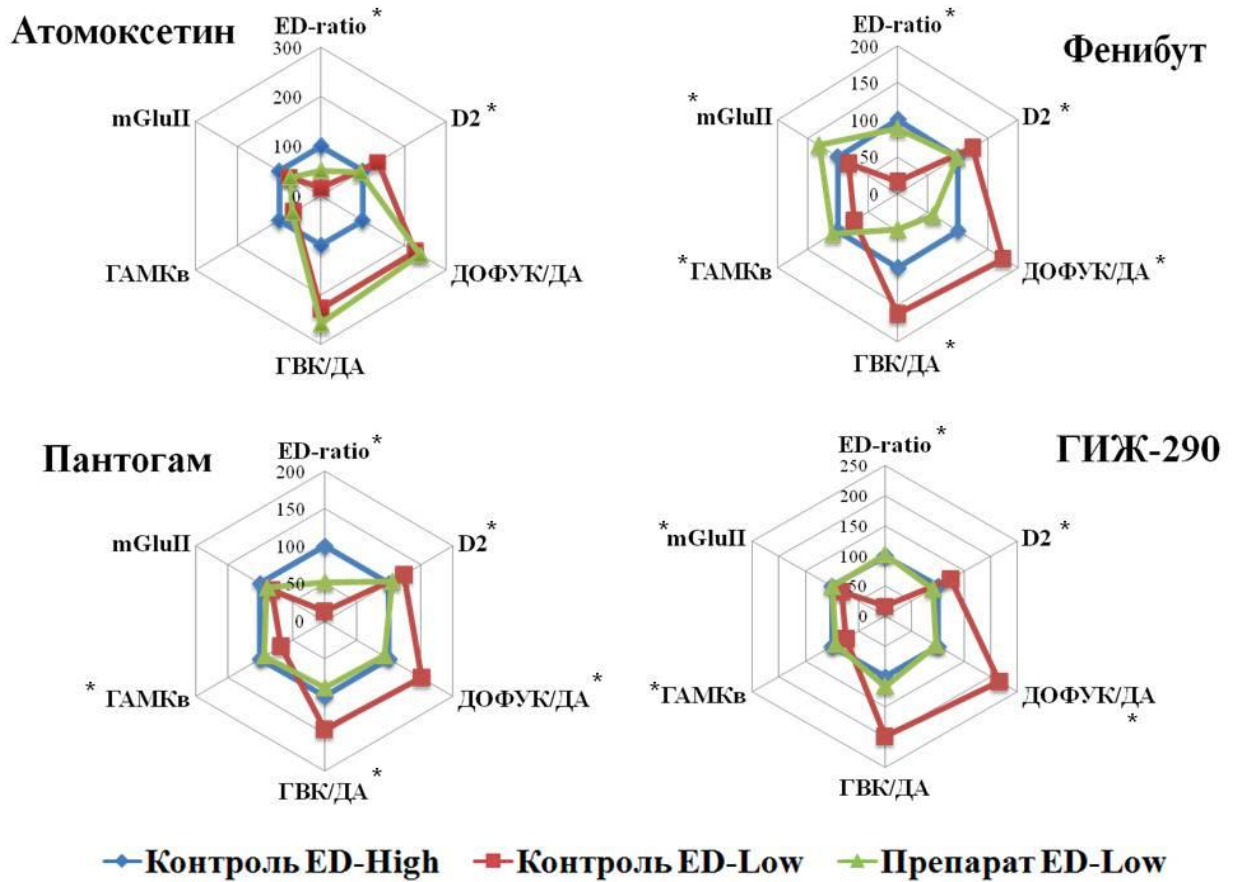 Атомоксетин
ED-ratio *
300
200
100
0
mGluII
D2 *
ГАМКв
ДОФУК/ДА
ГВК/ДА
Фенибут
ED-ratio *
200
150
100
50
0
* mGluII
D2 *
* ГАМКв
ДОФУК/ДА *
ГВК/ДА *
Пантогам
ED-ratio *
200
150
100
50
0
mGluII
D2 *
* ГАМКв
ДОФУК/ДА *
ГВК/ДА *
ГИЖ-290
ED-ratio *
250
200
150
100
50
0
* mGluII
D2 *
* ГАМКв
ДОФУК/ДА
*
ГВК/ДА
Контроль ED-High Контроль ED-Low Препарат ED-Low